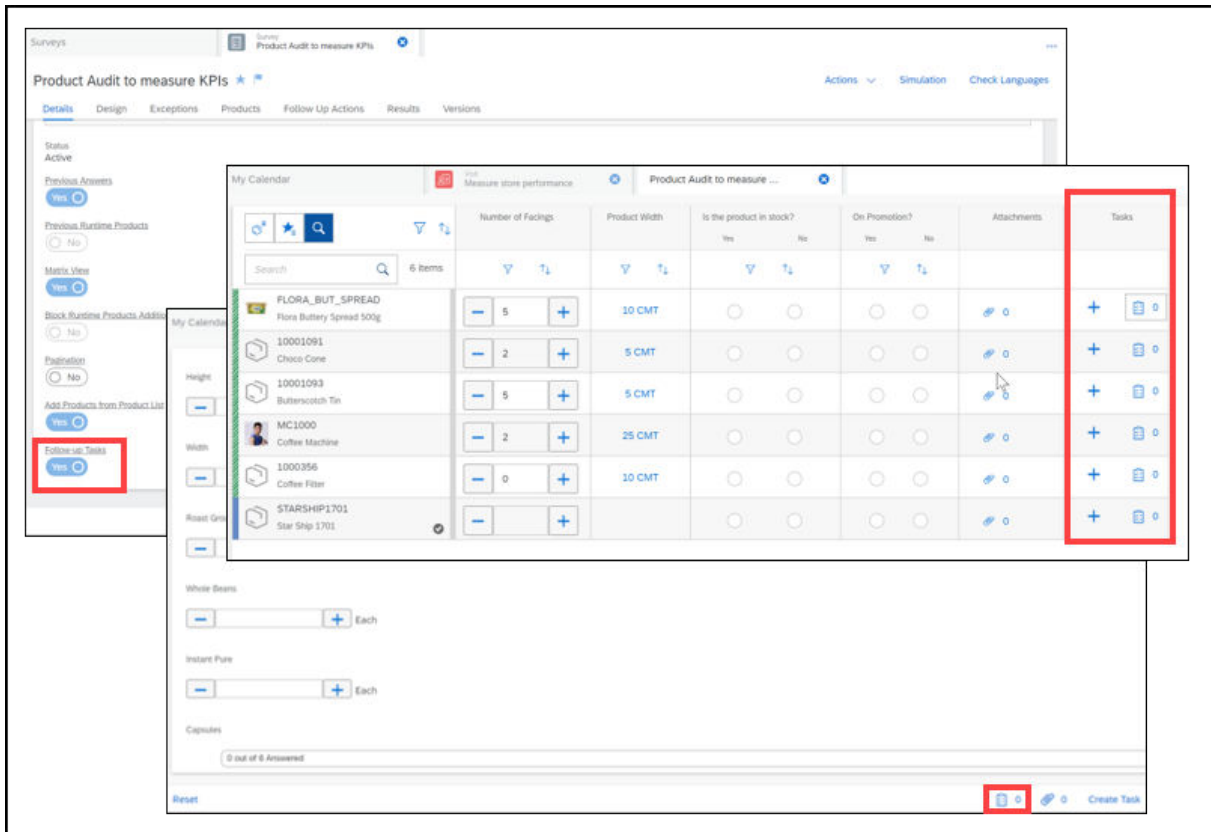 Surveys
Survey
Product Audit to measure KPIs
Product Audit to measure KPIs
Actions Simulation Check Languages
Details Design Exceptions Products Follow Up Actions Results Versions
Status
Active
Previous Answers
Yes
Previous Runtime Products
No
Matrix View
Yes
Block Runtime Products Additio
No
Pagination
No
Add Products from Product List
Yes
Follow-up Tasks
Yes
My Calendar
Visit
Measure store performance
Product Audit to measure ...
Number of Facings Product Width Is the product in stock? On Promotion? Attachments Tasks
Yes No Yes No
Search 6 items
FLORA_BUT_SPREAD
Flora Buttery Spread 500g
5 10 CMT 0 0
10001091
Choco Cone
2 5 CMT 0 0
10001093
Butterscotch Tin
5 5 CMT 0 0
MC1000
Coffee Machine
2 25 CMT 0 0
1000356
Coffee Filter
0 10 CMT 0 0
STARSHIP1701
Star Ship 1701
0 0
My Calenda
Height
Width
Roast Gro
Whole Beans
Each
Instant Pure
Each
Capsules
0 out of 6 Answered
Reset 0 0 Create Task